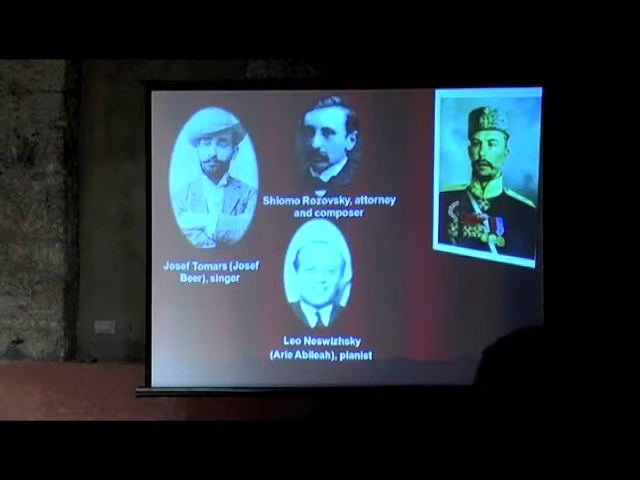 Shlomo Rozovsky, attorney
and composer
Josef Tomars (Josef
Beer), singer
Leo Neswizhsky
(Arie Abileah), pianist